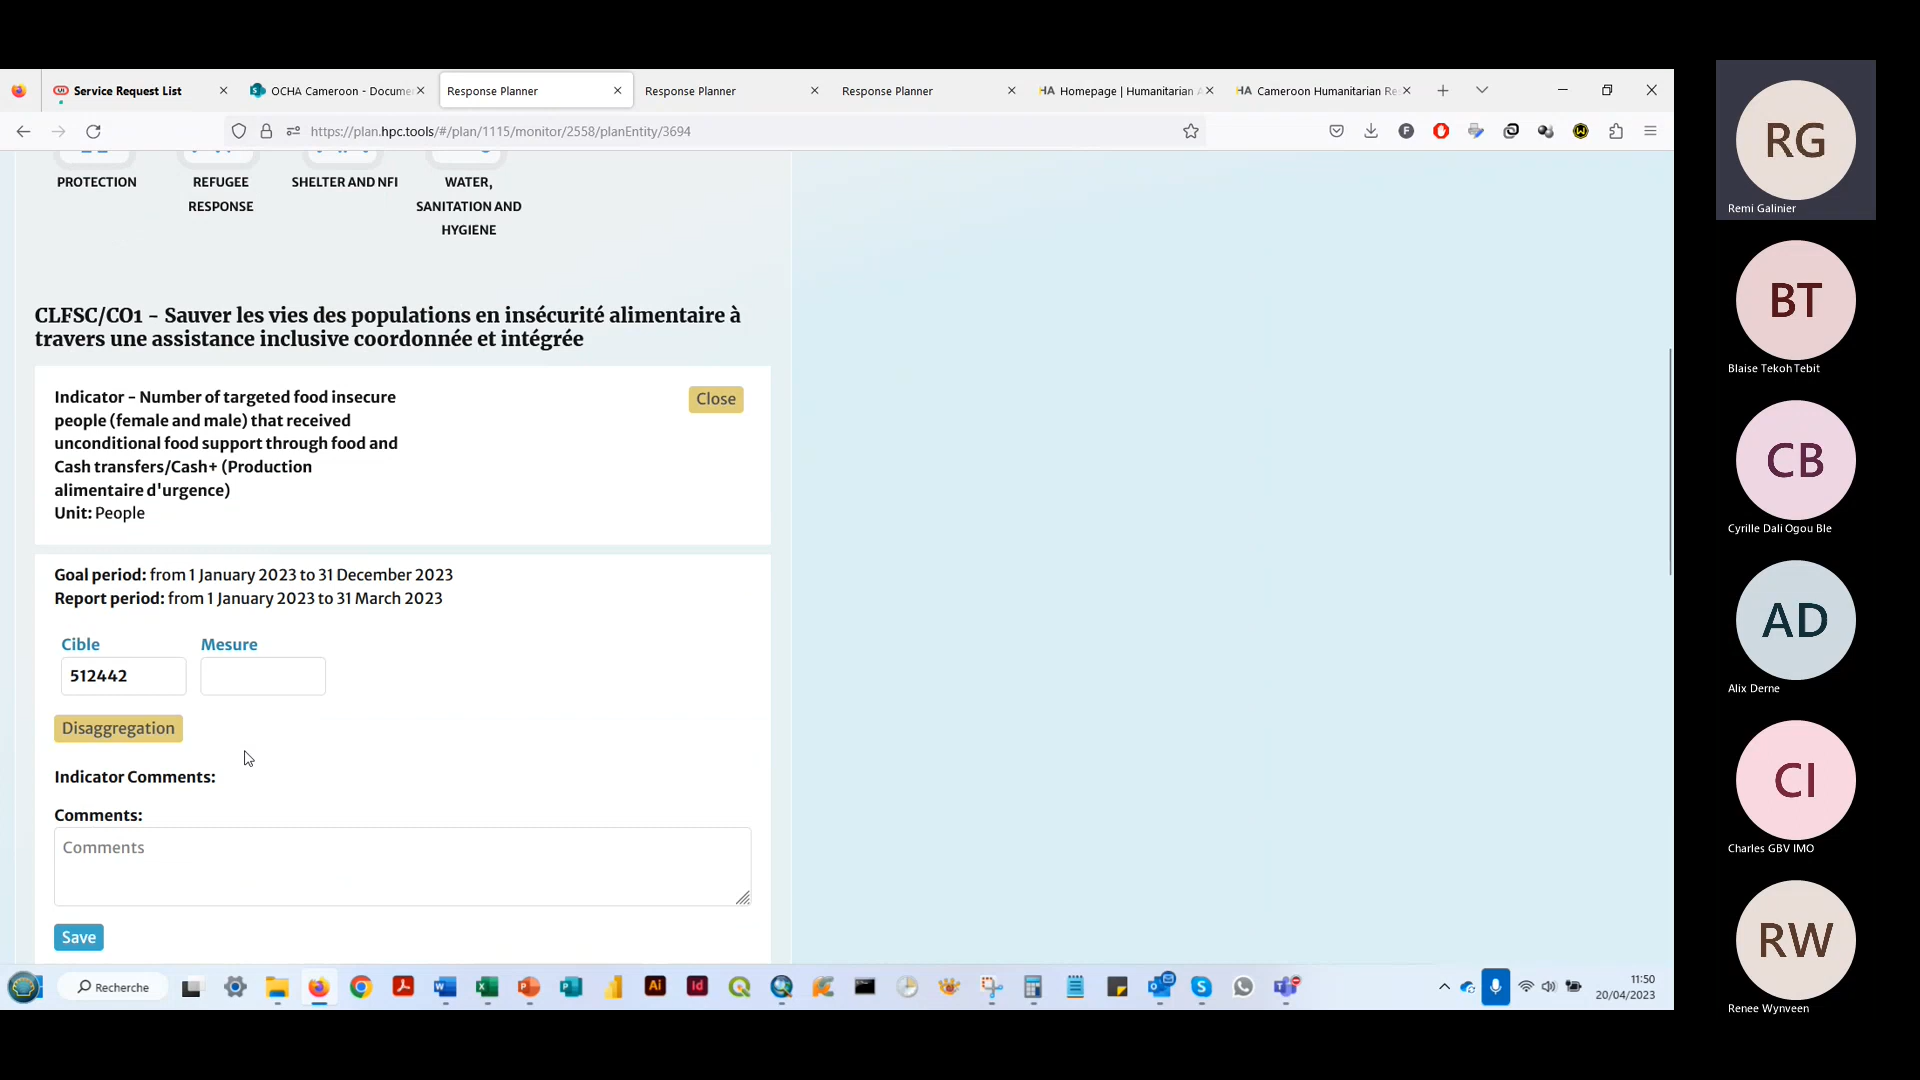 Service Request List
OCHA Cameroon - Docume
Response Planner
Response Planner
Response Planner
Homepage | Humanitarian A
Cameroon Humanitarian Re
https://plan.hpc.tools/#/plan/1115/monitor/2558/planEntity/3694
PROTECTION
REFUGEE
RESPONSE
SHELTER AND NFI
WATER,
SANITATION AND
HYGIENE
CLFSC/CO1 - Sauver les vies des populations en insécurité alimentaire à
travers une assistance inclusive coordonnée et intégrée
Indicator - Number of targeted food insecure
people (female and male) that received
unconditional food support through food and
Cash transfers/Cash+ (Production
alimentaire d'urgence)
Unit: People
Close
Goal period: from 1 January 2023 to 31 December 2023
Report period: from 1 January 2023 to 31 March 2023
Cible
Mesure
512442
Disaggregation
Indicator Comments:
Comments:
Comments
Save
Recherche
11:50
20/04/2023
RG
Remi Galinier
BT
Blaise Tekoh Tebit
CB
Cyrille Dali Ogou Ble
AD
Alix Derne
CI
Charles GBV IMO
RW
Renee Wynveen